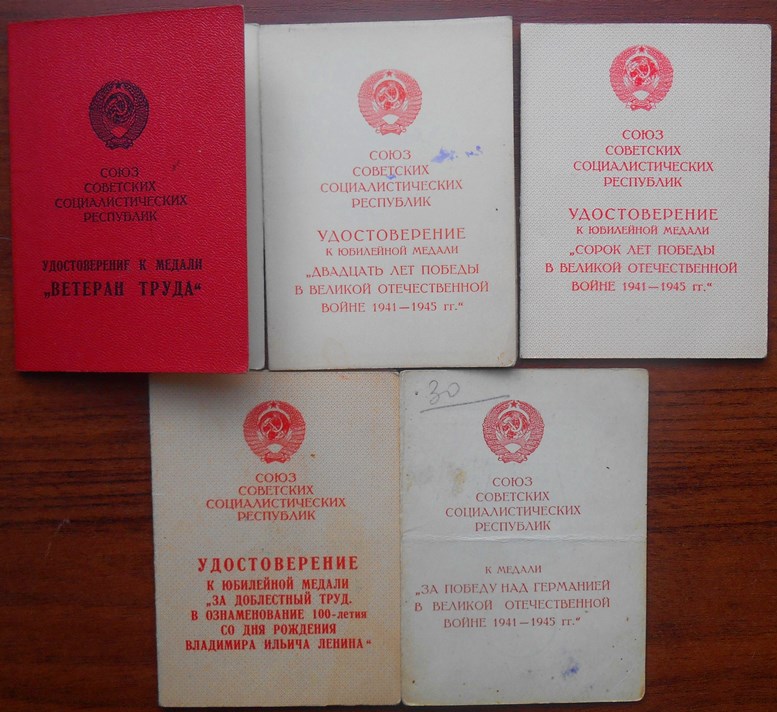 СОЮЗ
СОВЕТСКИХ
СОЦИАЛИСТИЧЕСКИХ
РЕСПУБЛИК
УДОСТОВЕРЕНИЕ К МЕДАЛИ
„ВЕТЕРАН ТРУДА“
СОЮЗ
СОВЕТСКИХ
СОЦИАЛИСТИЧЕСКИХ
РЕСПУБЛИК
УДОСТОВЕРЕНИЕ
К ЮБИЛЕЙНОЙ МЕДАЛИ
„ДВАДЦАТЬ ЛЕТ ПОБЕДЫ
В ВЕЛИКОЙ ОТЕЧЕСТВЕННОЙ
ВОЙНЕ 1941—1945 гг.“
СОЮЗ
СОВЕТСКИХ
СОЦИАЛИСТИЧЕСКИХ
РЕСПУБЛИК
УДОСТОВЕРЕНИЕ
К ЮБИЛЕЙНОЙ МЕДАЛИ
„СОРОК ЛЕТ ПОБЕДЫ
В ВЕЛИКОЙ ОТЕЧЕСТВЕННОЙ
ВОЙНЕ 1941—1945 гг.“
СОЮЗ
СОВЕТСКИХ
СОЦИАЛИСТИЧЕСКИХ
РЕСПУБЛИК
УДОСТОВЕРЕНИЕ
К ЮБИЛЕЙНОЙ МЕДАЛИ
„ЗА ДОБЛЕСТНЫЙ ТРУД.
В ОЗНАМЕНОВАНИЕ 100-летия
СО ДНЯ РОЖДЕНИЯ
ВЛАДИМИРА ИЛЬИЧА ЛЕНИНА“
30
СОЮЗ
СОВЕТСКИХ
СОЦИАЛИСТИЧЕСКИХ
РЕСПУБЛИК
К МЕДАЛИ
„ЗА ПОБЕДУ НАД ГЕРМАНИЕЙ
В ВЕЛИКОЙ ОТЕЧЕСТВЕННОЙ
ВОЙНЕ 1941—1945 гг.“